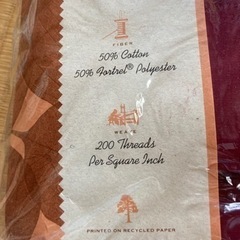 FIBER
50% Cotton
50% Fortrel® Polyester
WEAVE
200 Threads
Per Square Inch
PRINTED ON RECYCLED PAPER